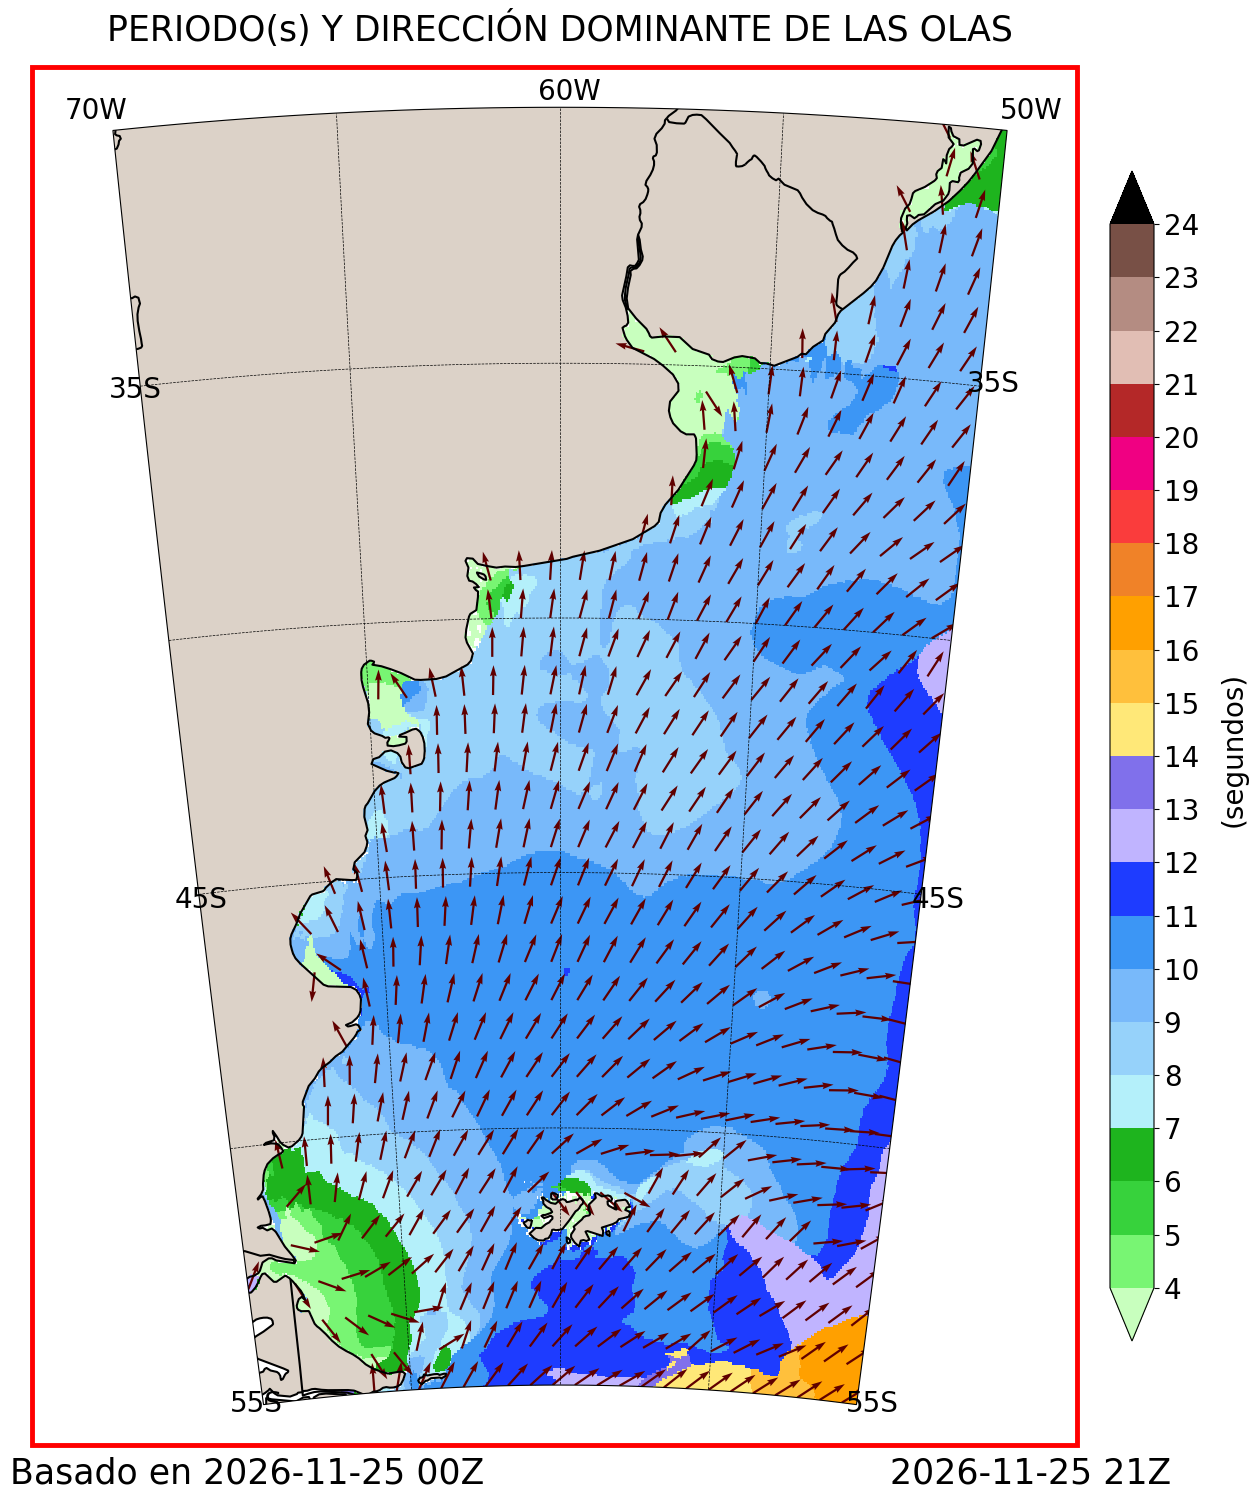 PERIODO(s) Y DIRECCIÓN DOMINANTE DE LAS OLAS
70W
60W
50W
35S
35S
45S
45S
55S
55S
24
23
22
21
20
19
18
17
16
15
14
13
12
11
10
9
8
7
6
5
4
(segundos)
Basado en 2026-11-25 00Z
2026-11-25 21Z